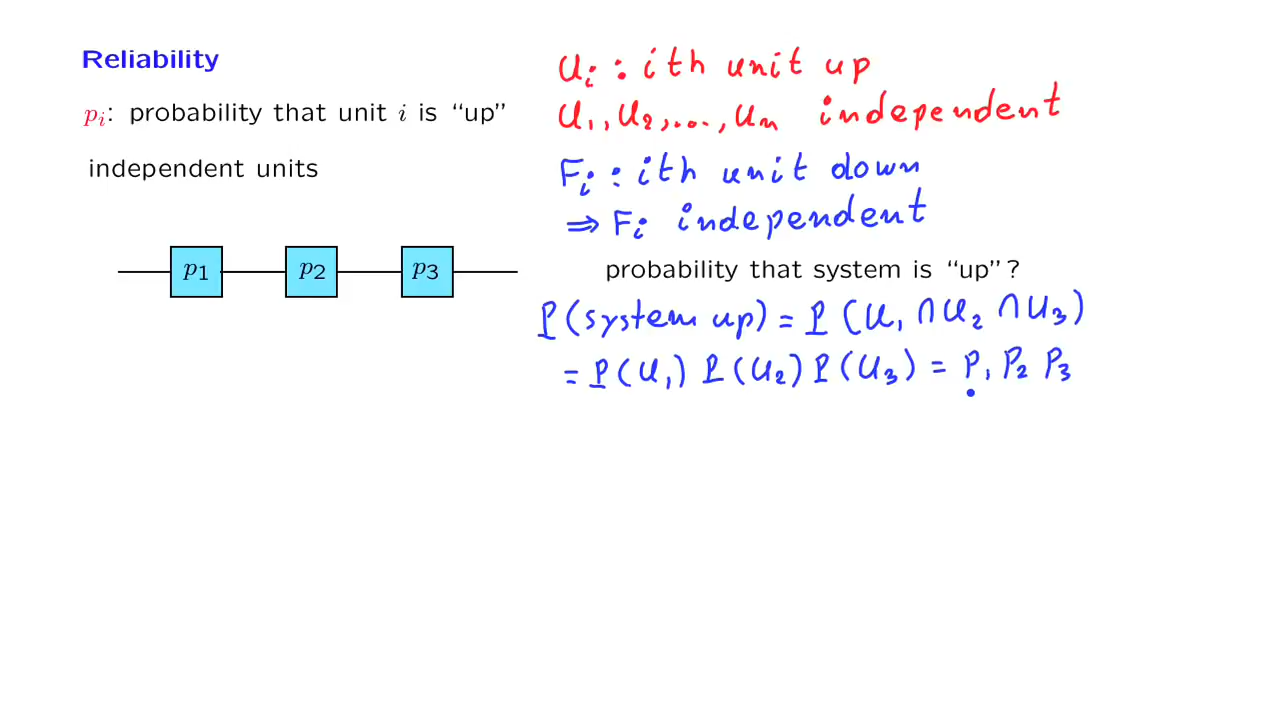 Reliability
pᵢ: probability that unit i is “up”
independent units
p₁ p₂ p₃
Uᵢ : ith unit up
U₁, U₂, ..., Uₙ independent
Fᵢ : ith unit down
⇒ Fᵢ independent
probability that system is “up”?
P(system up) = P(U₁ ∩ U₂ ∩ U₃)
= P(U₁) P(U₂) P(U₃) = P₁ P₂ P₃